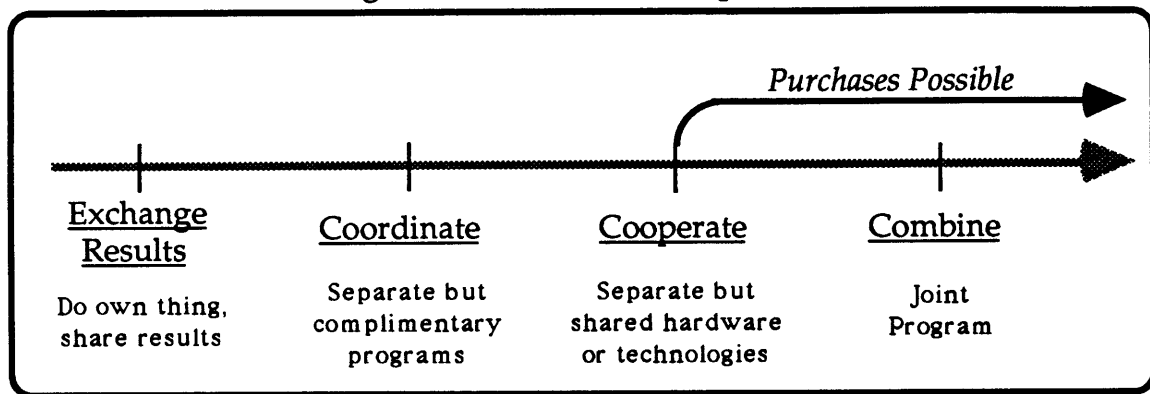 Purchases Possible
Exchange
Results
Do own thing,
share results
Coordinate
Separate but
complimentary
programs
Cooperate
Separate but
shared hardware
or technologies
Combine
Joint
Program